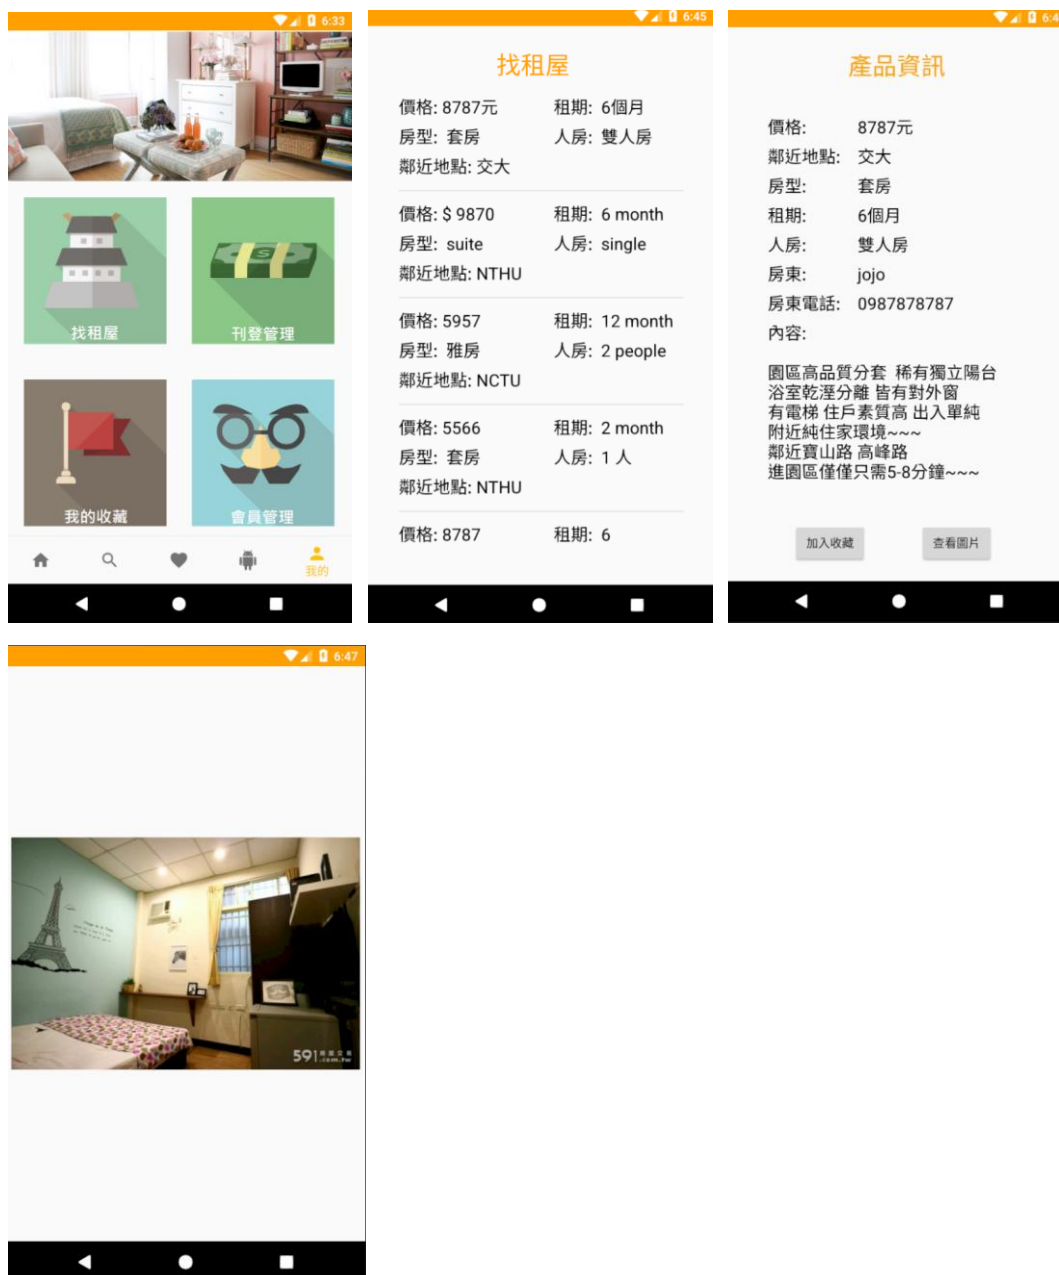 6:33
找租屋
刊登管理
我的收藏
會員管理
我的
6:45
找租屋
價格: 8787元 租期: 6個月
房型: 套房 人房: 雙人房
鄰近地點: 交大
價格: $ 9870 租期: 6 month
房型: suite 人房: single
鄰近地點: NTHU
價格: 5957 租期: 12 month
房型: 雅房 人房: 2 people
鄰近地點: NCTU
價格: 5566 租期: 2 month
房型: 套房 人房: 1 人
鄰近地點: NTHU
價格: 8787 租期: 6
6:4
產品資訊
價格: 8787元
鄰近地點: 交大
房型: 套房
租期: 6個月
人房: 雙人房
房東: jojo
房東電話: 0987878787
內容:
園區高品質分套 稀有獨立陽台
浴室乾溼分離 皆有對外窗
有電梯 住戶素質高 出入單純
附近純住家環境~~~
鄰近寶山路 高峰路
進園區僅僅只需5-8分鐘~~~
加入收藏 查看圖片
6:47
591房屋交易
.com.tw